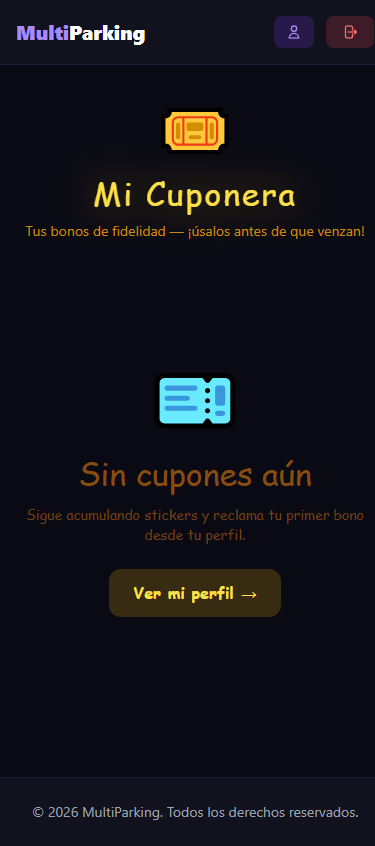 MultiParking
Mi Cuponera
Tus bonos de fidelidad — ¡úsalos antes de que venzan!
Sin cupones aún
Sigue acumulando stickers y reclama tu primer bono
desde tu perfil.
Ver mi perfil →
© 2026 MultiParking. Todos los derechos reservados.